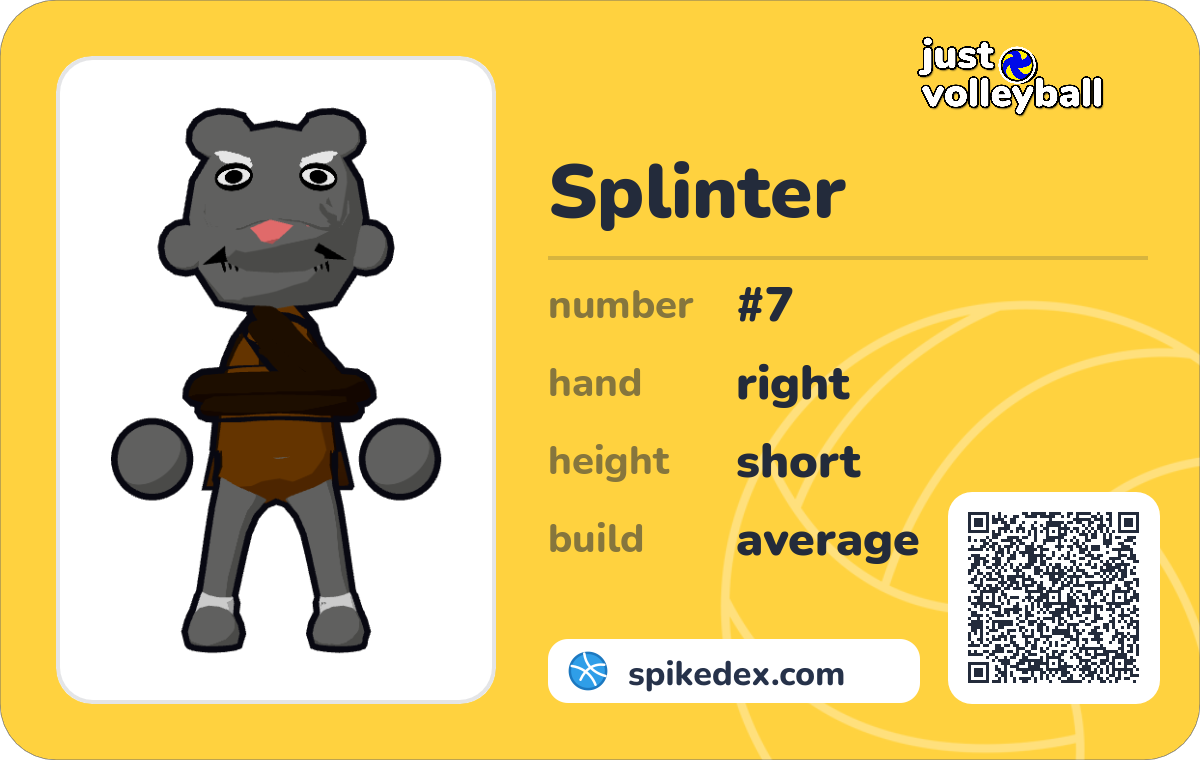 just
volleyball
Splinter
number #7
hand right
height short
build average
spikedex.com